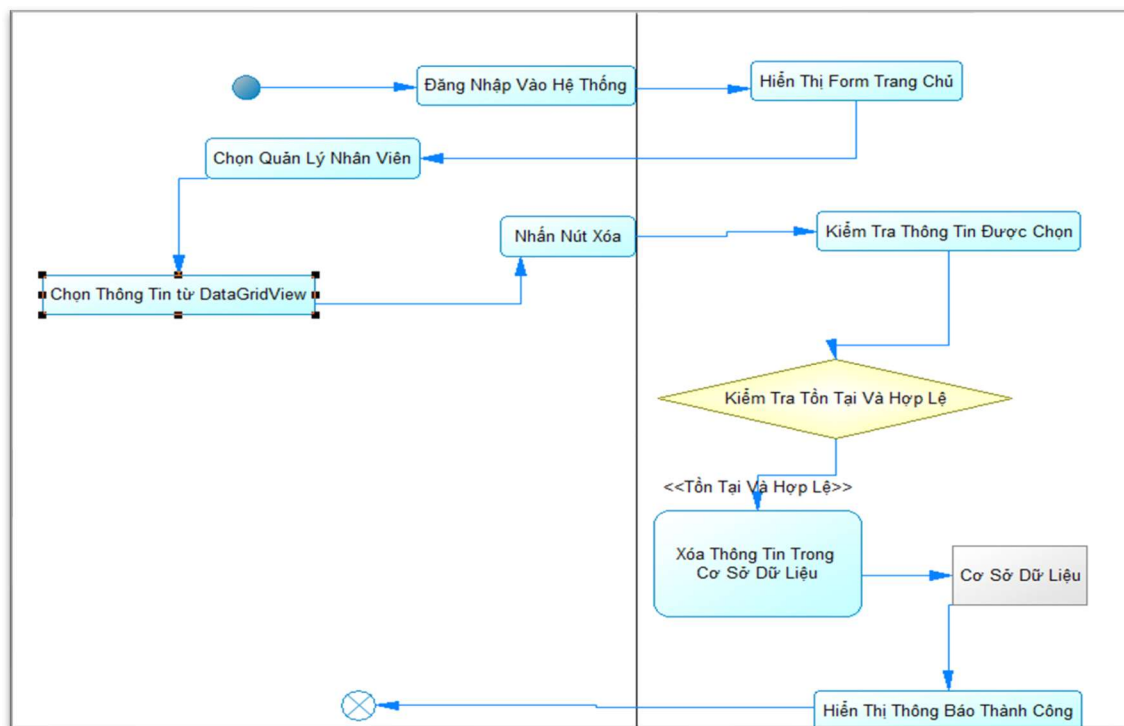 Đăng Nhập Vào Hệ Thống
Hiển Thị Form Trang Chủ
Chọn Quản Lý Nhân Viên
Nhấn Nút Xóa
Kiểm Tra Thông Tin Được Chọn
Chọn Thông Tin từ DataGridView
Kiểm Tra Tồn Tại Và Hợp Lệ
<<Tồn Tại Và Hợp Lệ>>
Xóa Thông Tin Trong
Cơ Sở Dữ Liệu
Cơ Sở Dữ Liệu
Hiển Thị Thông Báo Thành Công